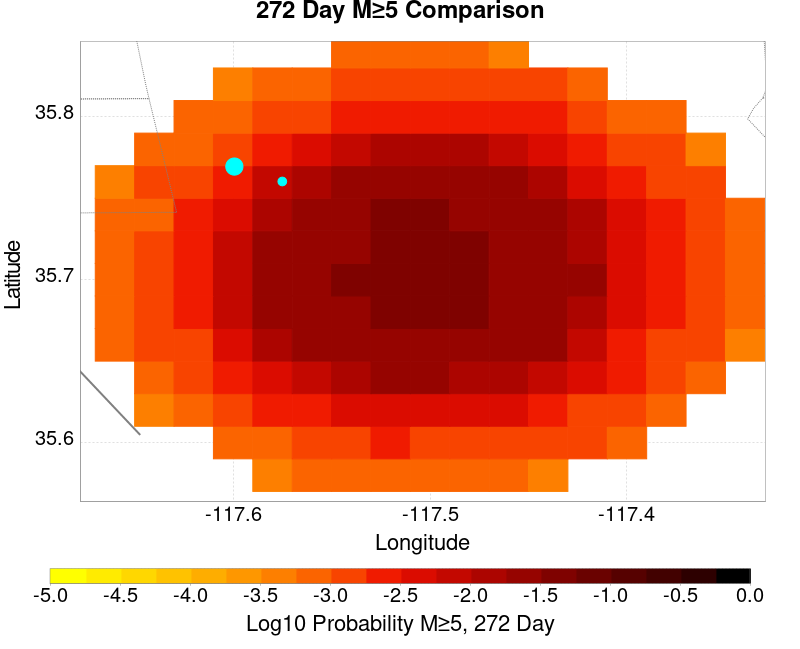 272 Day M≥5 Comparison
35.8
35.7
35.6
Latitude
-117.6 -117.5 -117.4
Longitude
-5.0 -4.5 -4.0 -3.5 -3.0 -2.5 -2.0 -1.5 -1.0 -0.5 0.0
Log10 Probability M≥5, 272 Day